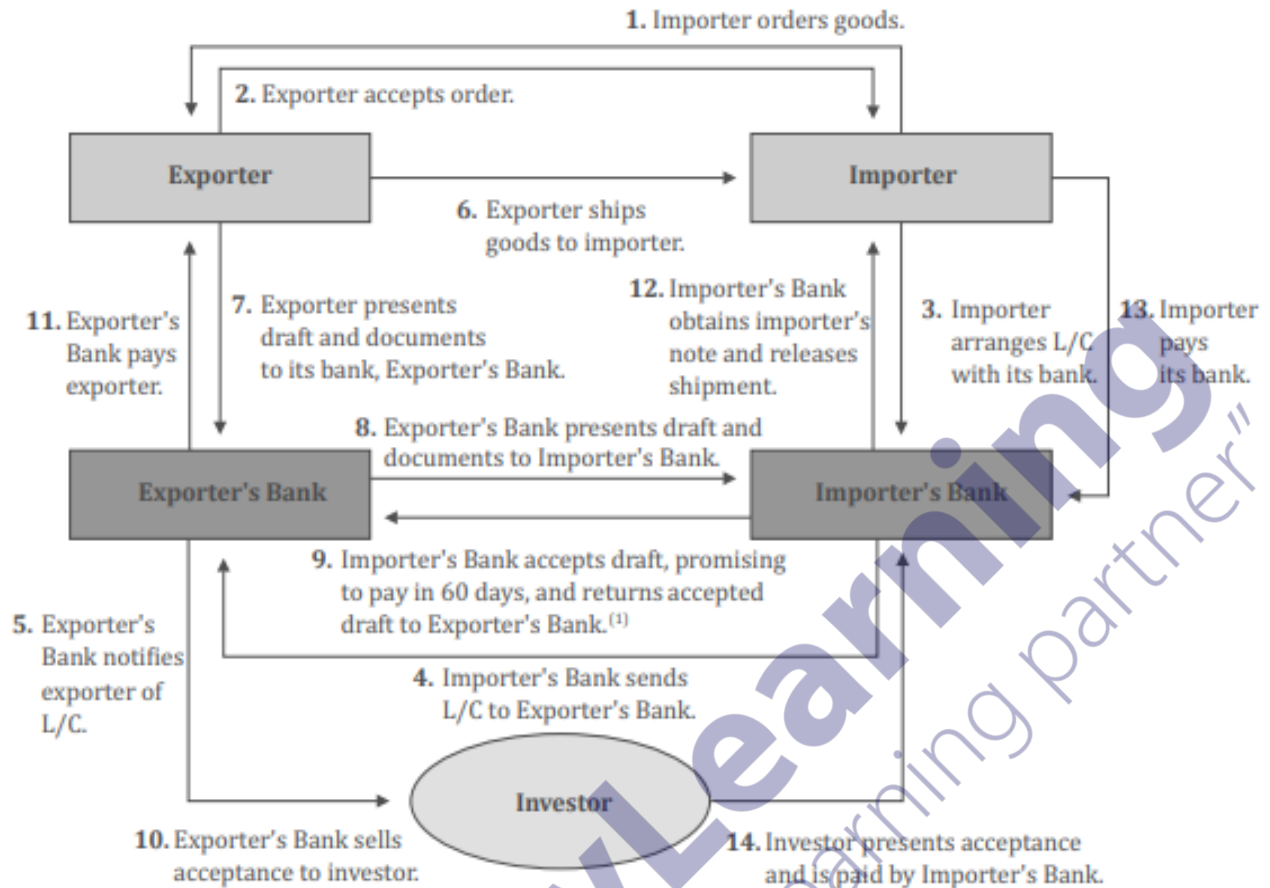 1. Importer orders goods.
2. Exporter accepts order.
Exporter
Importer
6. Exporter ships
goods to importer.
11. Exporter's
Bank pays
exporter.
7. Exporter presents
draft and documents
to its bank, Exporter's Bank.
12. Importer's Bank
obtains importer's
note and releases
shipment.
3. Importer
arranges L/C
with its bank.
13. Importer
pays
its bank.
8. Exporter's Bank presents draft and
documents to Importer's Bank.
Exporter's Bank
Importer's Bank
9. Importer's Bank accepts draft, promising
to pay in 60 days, and returns accepted
draft to Exporter's Bank.(1)
5. Exporter's
Bank notifies
exporter of
L/C.
4. Importer's Bank sends
L/C to Exporter's Bank.
Investor
10. Exporter's Bank sells
acceptance to investor.
14. Investor presents acceptance
and is paid by Importer's Bank.
Learning
partner"